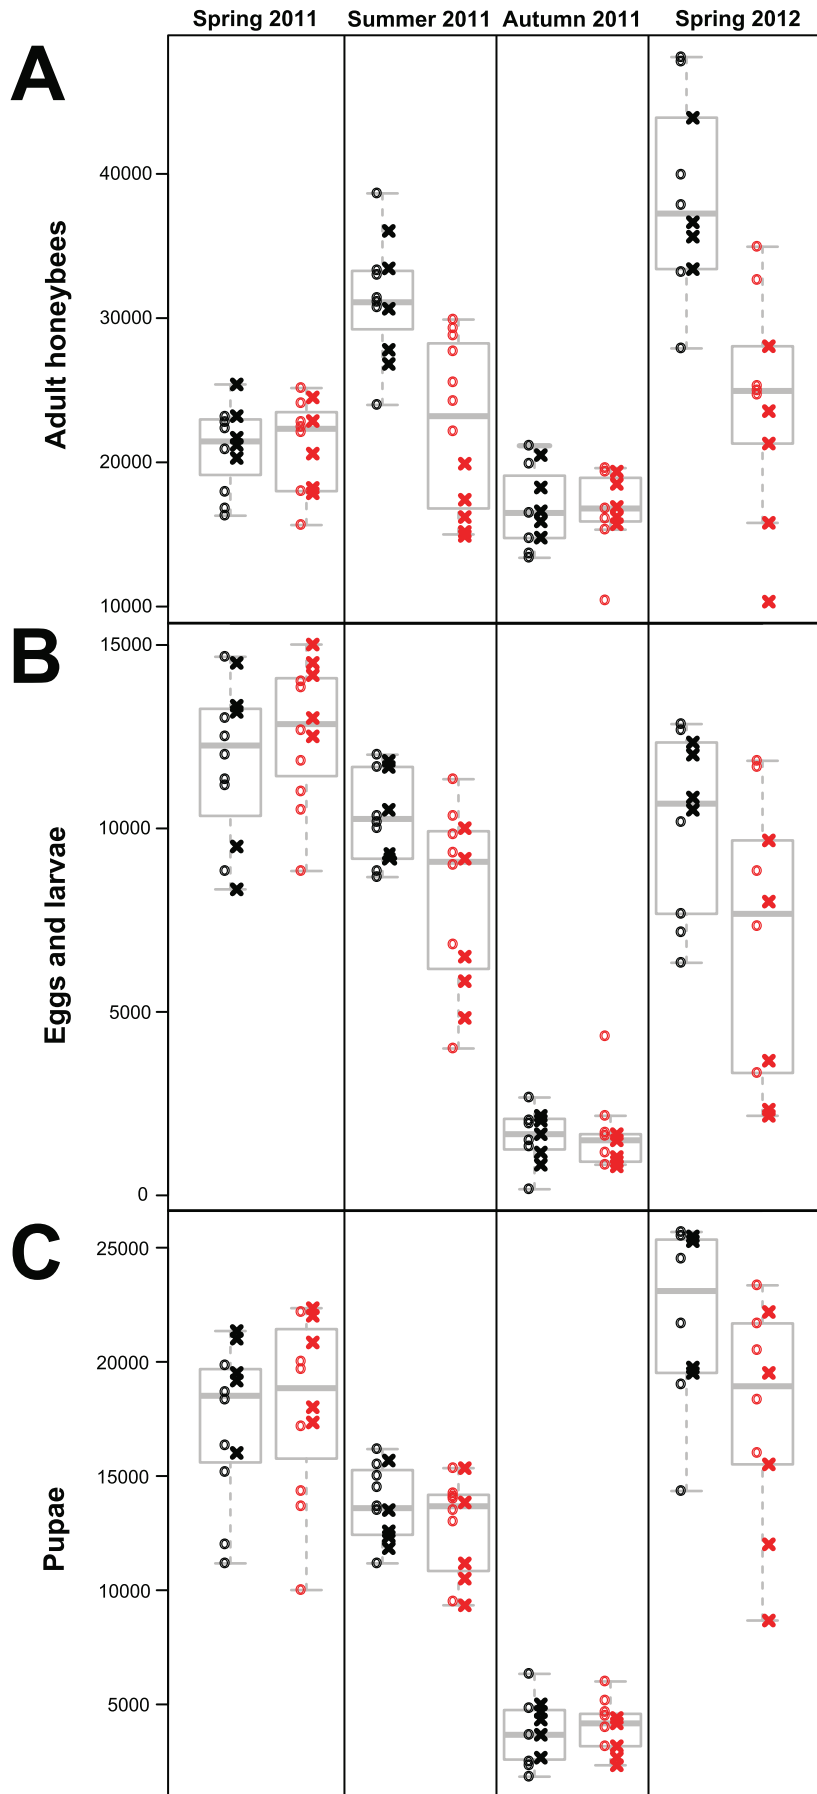 Spring 2011 Summer 2011 Autumn 2011 Spring 2012
A
Adult honeybees
40000
30000
20000
10000
B
Eggs and larvae
15000
10000
5000
0
C
Pupae
25000
20000
15000
10000
5000